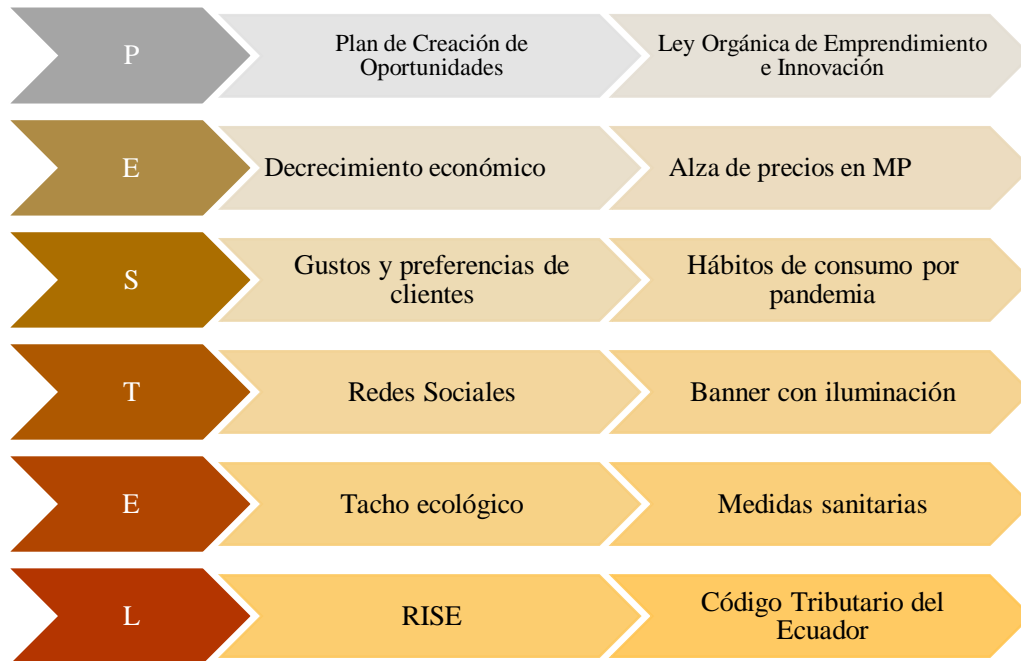 P
Plan de Creación de
Oportunidades
Ley Orgánica de Emprendimiento
e Innovación
E
Decrecimiento económico
Alza de precios en MP
S
Gustos y preferencias de
clientes
Hábitos de consumo por
pandemia
T
Redes Sociales
Banner con iluminación
E
Tacho ecológico
Medidas sanitarias
L
RISE
Código Tributario del
Ecuador